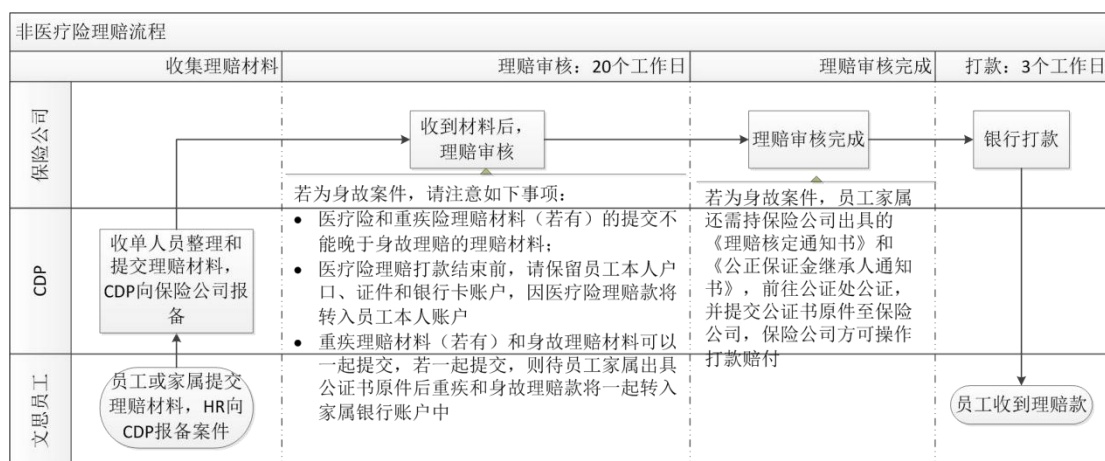 非医疗险理赔流程
收集理赔材料
理赔审核：20个工作日
理赔审核完成
打款：3个工作日
保险公司
收到材料后，
理赔审核
理赔审核完成
银行打款
若为身故案件，请注意如下事项：
● 医疗险和重疾险理赔材料（若有）的提交不
能晚于身故理赔的理赔材料；
● 医疗险理赔打款结束前，请保留员工本人户
口、证件和银行卡账户，因医疗险理赔款将
转入员工本人账户
● 重疾理赔材料（若有）和身故理赔材料可以
一起提交，若一起提交，则待员工家属出具
公证书原件后重疾和身故理赔款将一起转入
家属银行账户中
若为身故案件，员工家属
还需持保险公司出具的
《理赔核定通知书》和
《公正保证金继承人通知
书》，前往公证处公证，
并提交公证书原件至保险
公司，保险公司方可操作
打款赔付
CDP
收单人员整理和
提交理赔材料，
CDP向保险公司报
备
文思员工
员工或家属提交
理赔材料，HR向
CDP报备案件
员工收到理赔款